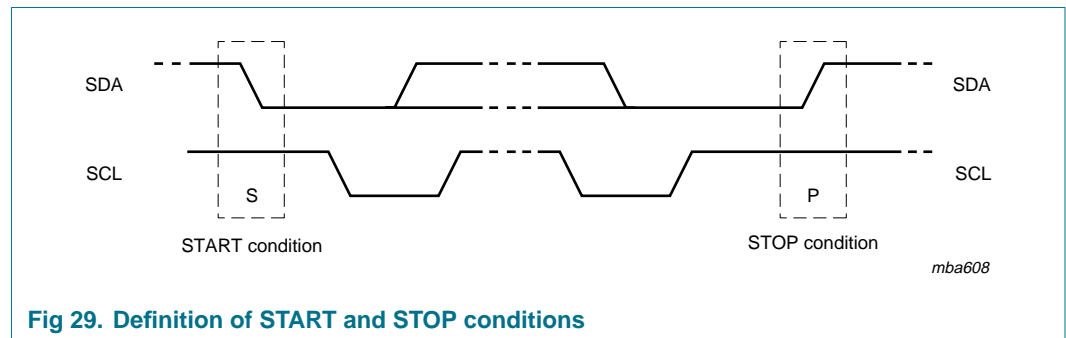 SDA
SDA
SCL
SCL
S
P
START condition
STOP condition
mba608
Fig 29. Definition of START and STOP conditions